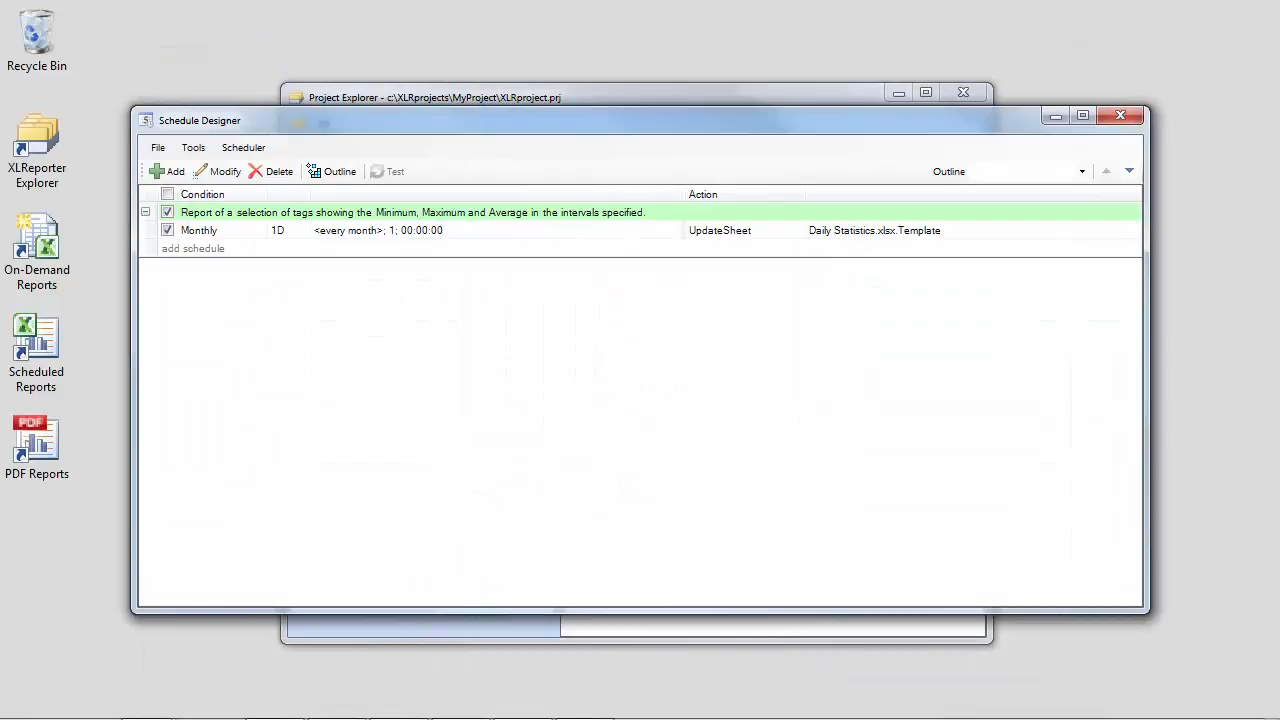 Recycle Bin
XLReporter
Explorer
On-Demand
Reports
Scheduled
Reports
PDF
PDF Reports
Project Explorer - c:\XLRprojects\MyProject\XLRproject.prj
Schedule Designer
File Tools Scheduler
Add Modify Delete Outline Test Outline
Condition Action
Report of a selection of tags showing the Minimum, Maximum and Average in the intervals specified.
Monthly 1D <every month>; 1; 00:00:00 UpdateSheet Daily Statistics.xlsx.Template
add schedule